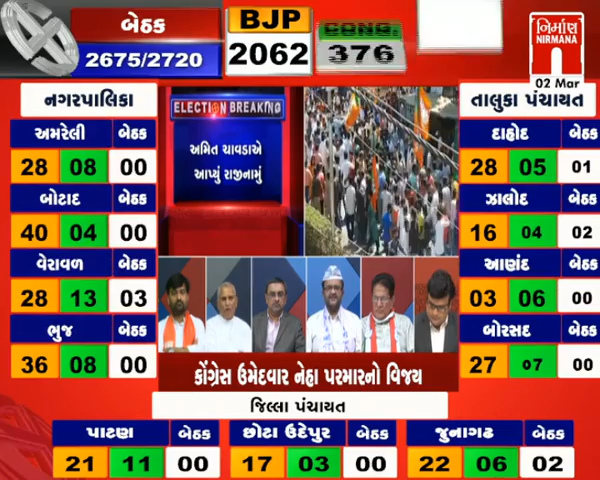 બેઠક
2675/2720
BJP
2062
CONG.
376
નિર્માણ
NIRMANA
02 Mar
નગરપાલિકા
અમરેલી બેઠક
28 08 00
બોટાદ બેઠક
40 04 00
વેરાવળ બેઠક
28 13 03
ભુજ બેઠક
36 08 00
ELECTION BREAKING
અમિત ચાવડાએ
આપ્યું રાજીનામું
તાલુકા પંચાયત
દાહોદ બેઠક
28 05 01
ઝાલોદ બેઠક
16 04 02
આણંદ બેઠક
03 06 00
બોરસદ બેઠક
27 07 00
કોંગ્રેસ ઉમેદવાર નેહા પરમારનો વિજય
જિલ્લા પંચાયત
પાટણ બેઠક
21 11 00
છોટા ઉદેપુર બેઠક
17 03 00
જુનાગઢ બેઠક
22 06 02